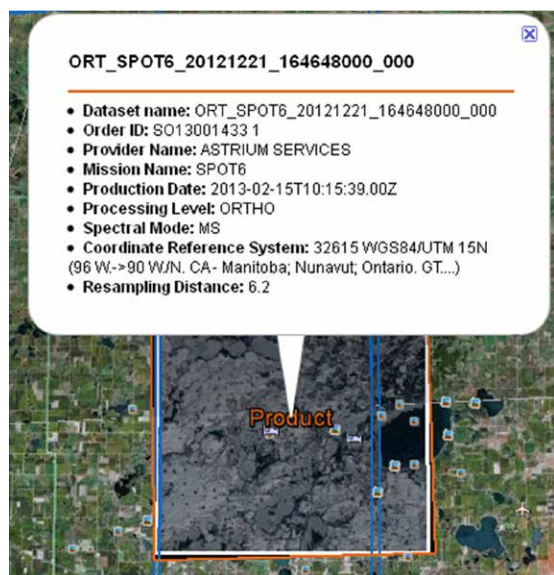 ORT_SPOT6_20121221_164648000_000
Dataset name: ORT_SPOT6_20121221_164648000_000
Order ID: SO13001433 1
Provider Name: ASTRIUM SERVICES
Mission Name: SPOT6
Production Date: 2013-02-15T10:15:39.00Z
Processing Level: ORTHO
Spectral Mode: MS
Coordinate Reference System: 32615 WGS84/UTM 15N
(96 W.->90 W./N. CA- Manitoba; Nunavut; Ontario. GT....)
Resampling Distance: 6.2
Product